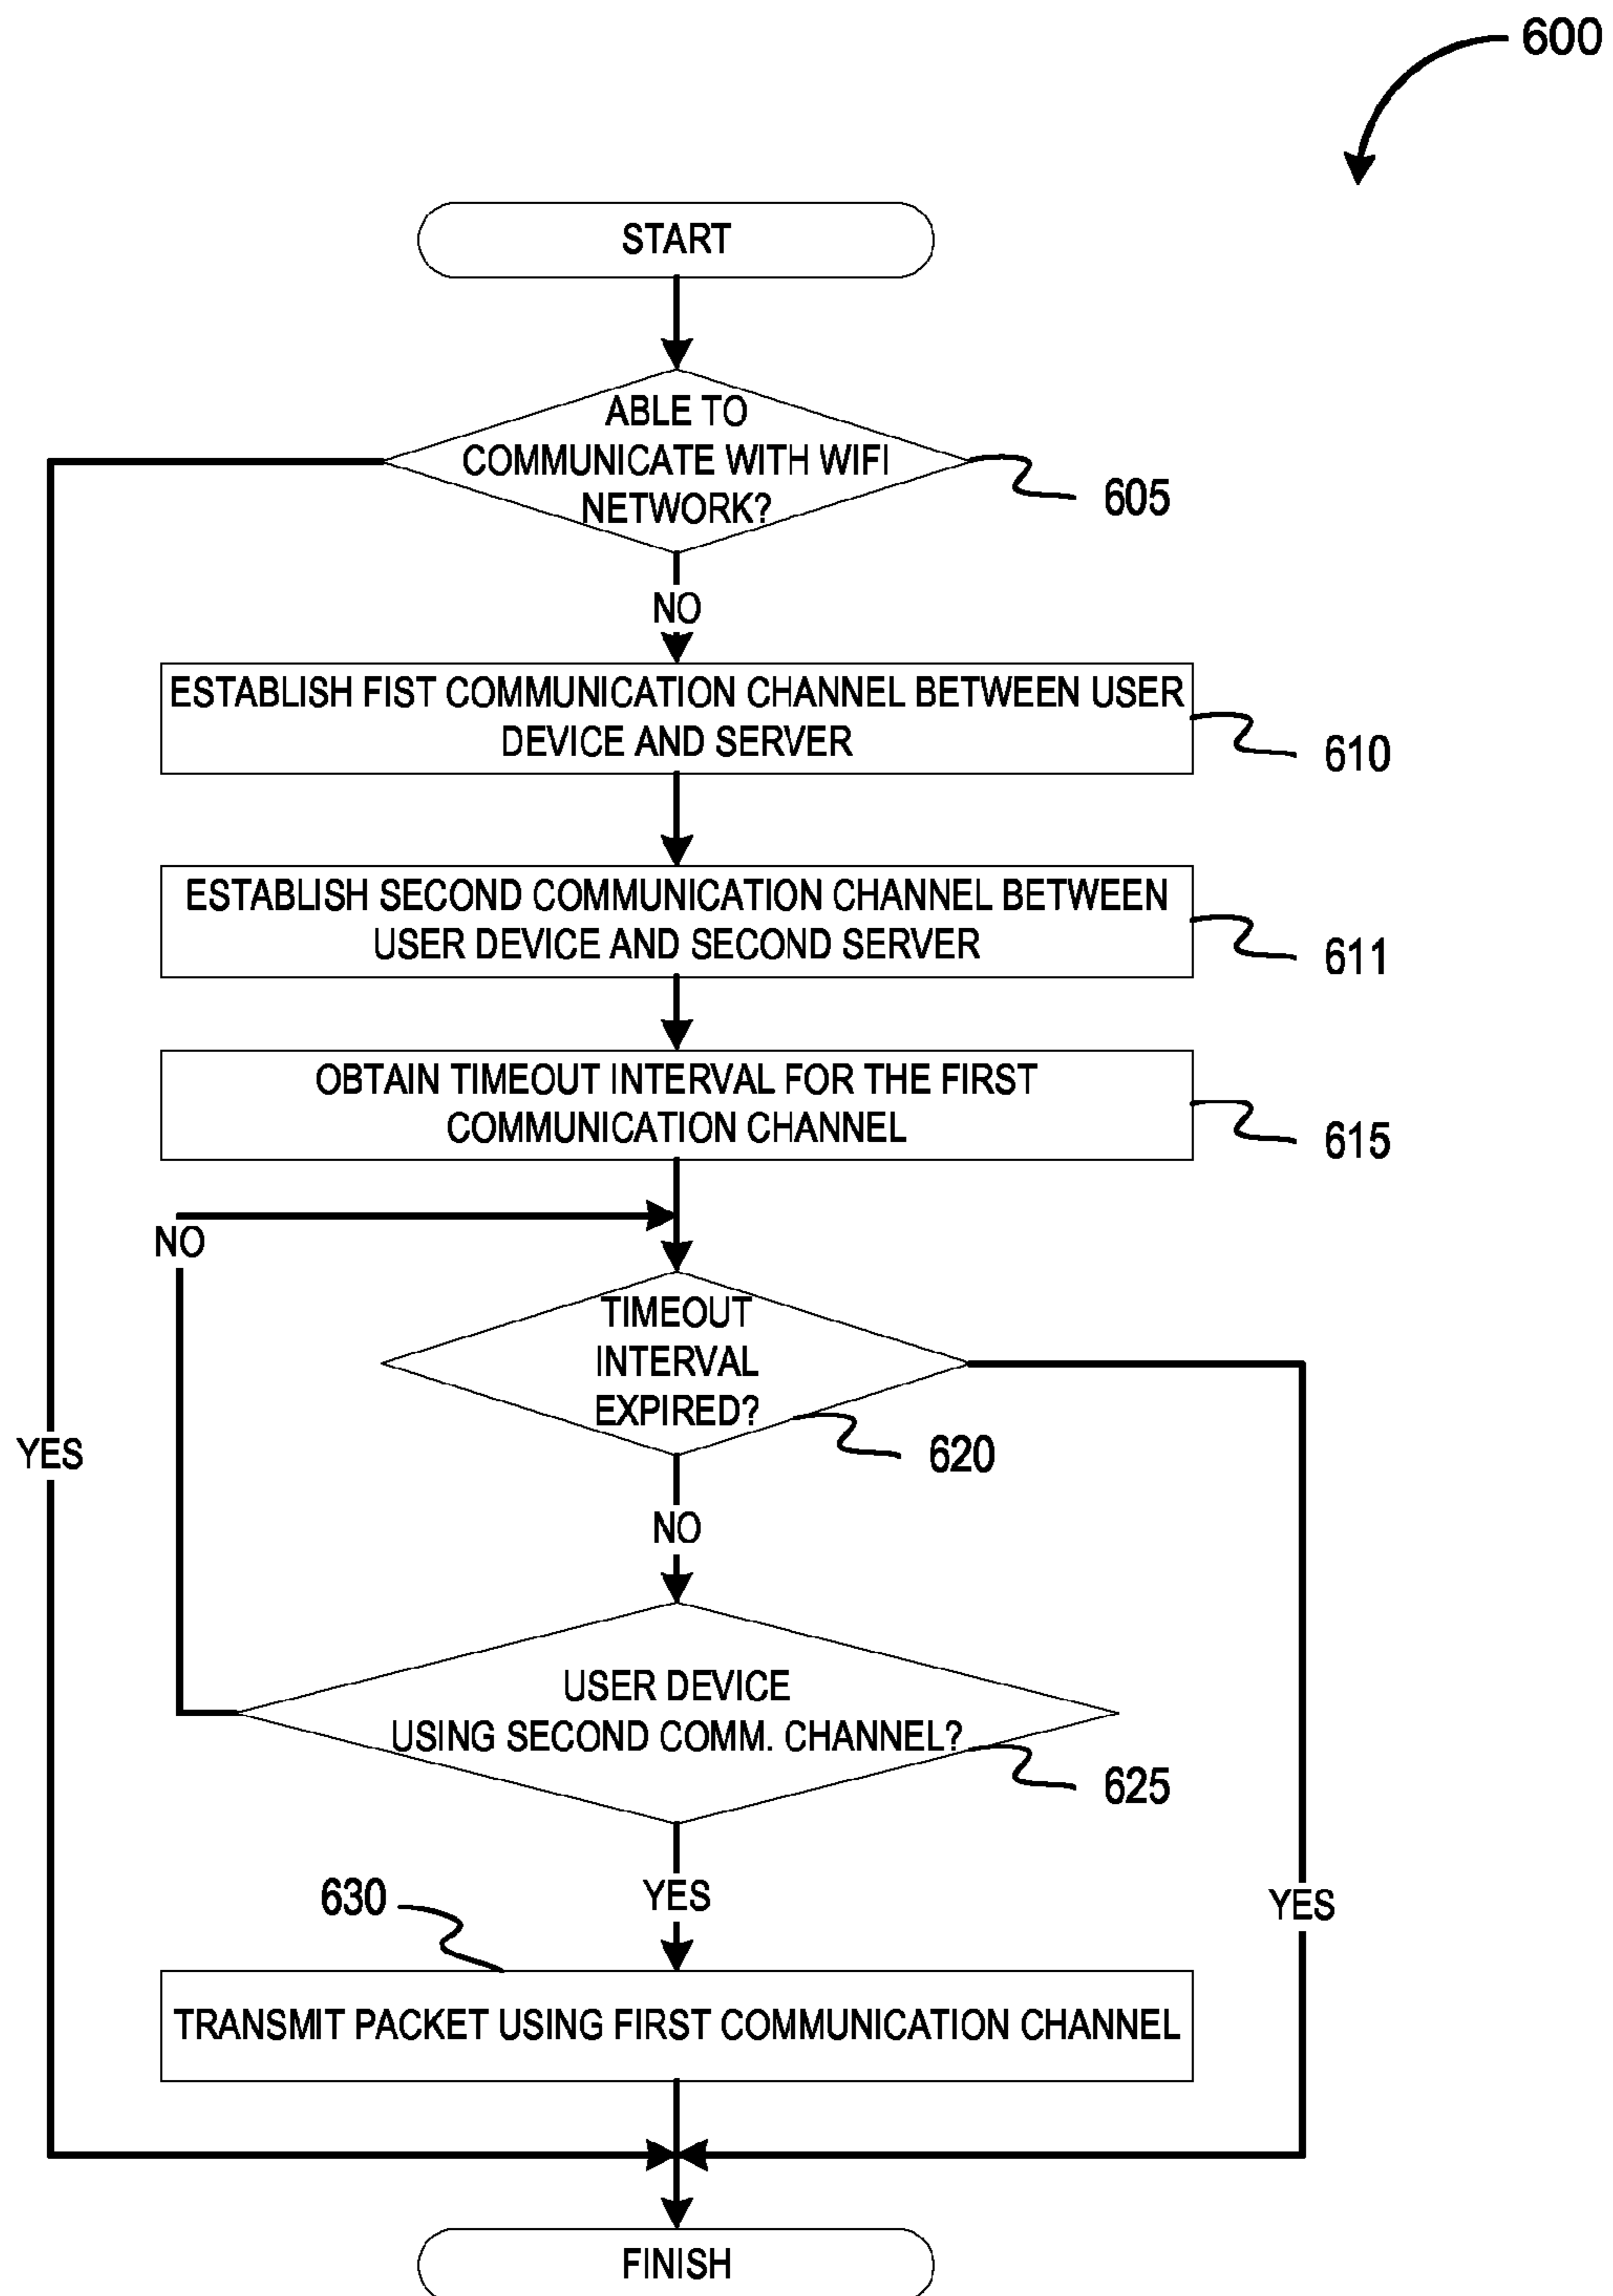 600
START
ABLE TO
COMMUNICATE WITH WIFI
NETWORK?
605
NO
ESTABLISH FIST COMMUNICATION CHANNEL BETWEEN USER
DEVICE AND SERVER
610
ESTABLISH SECOND COMMUNICATION CHANNEL BETWEEN
USER DEVICE AND SECOND SERVER
611
OBTAIN TIMEOUT INTERVAL FOR THE FIRST
COMMUNICATION CHANNEL
615
NO
TIMEOUT
INTERVAL
EXPIRED?
620
YES
NO
USER DEVICE
USING SECOND COMM. CHANNEL?
625
YES
YES
630
TRANSMIT PACKET USING FIRST COMMUNICATION CHANNEL
FINISH